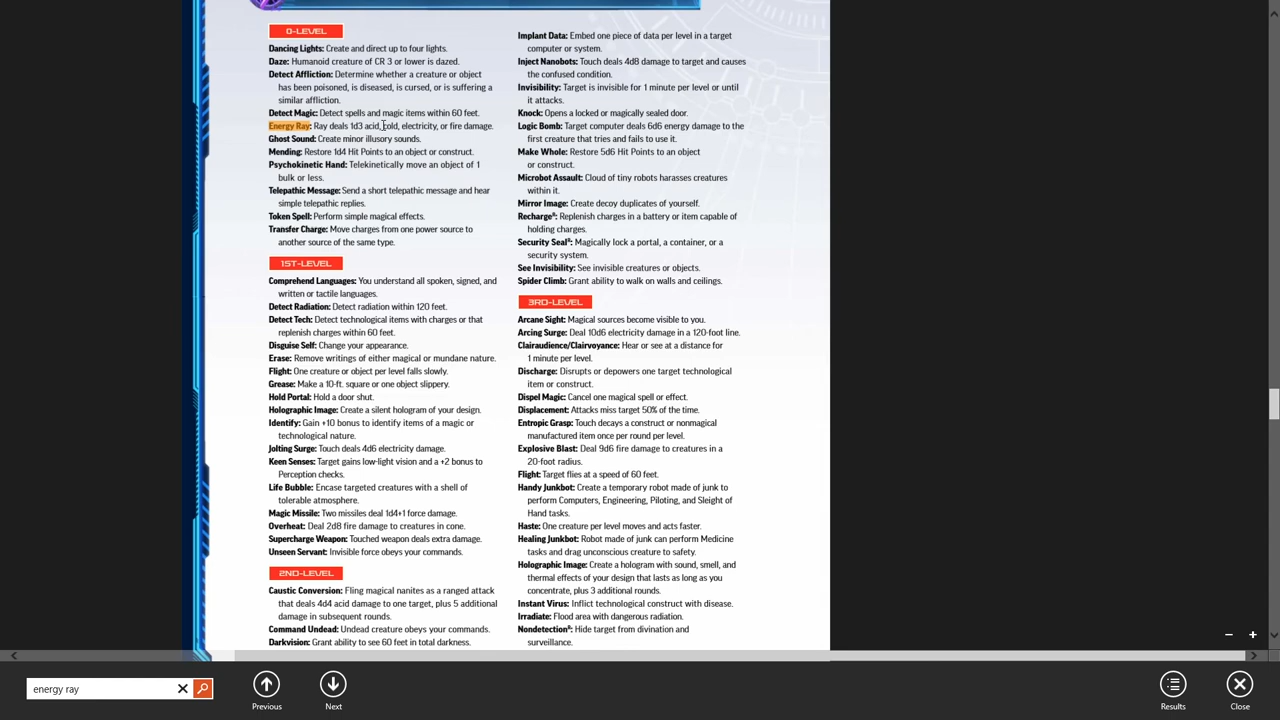 0-LEVEL
Dancing Lights: Create and direct up to four lights.
Daze: Humanoid creature of CR 3 or lower is dazed.
Detect Affliction: Determine whether a creature or object
has been poisoned, is diseased, is cursed, or is suffering a
similar affliction.
Detect Magic: Detect spells and magic items within 60 feet.
Energy Ray: Ray deals 1d3 acid, cold, electricity, or fire damage.
Ghost Sound: Create minor illusory sounds.
Mending: Restore 1d4 Hit Points to an object or construct.
Psychokinetic Hand: Telekinetically move an object of 1
bulk or less.
Telepathic Message: Send a short telepathic message and hear
simple telepathic replies.
Token Spell: Perform simple magical effects.
Transfer Charge: Move charges from one power source to
another source of the same type.
1ST-LEVEL
Comprehend Languages: You understand all spoken, signed, and
written or tactile languages.
Detect Radiation: Detect radiation within 120 feet.
Detect Tech: Detect technological items with charges or that
replenish charges within 60 feet.
Disguise Self: Change your appearance.
Erase: Remove writings of either magical or mundane nature.
Flight: One creature or object per level falls slowly.
Grease: Make a 10-ft. square or one object slippery.
Hold Portal: Hold a door shut.
Holographic Image: Create a silent hologram of your design.
Identify: Gain +10 bonus to identify items of a magic or
technological nature.
Jolting Surge: Touch deals 4d6 electricity damage.
Keen Senses: Target gains low-light vision and a +2 bonus to
Perception checks.
Life Bubble: Encase targeted creatures with a shell of
tolerable atmosphere.
Magic Missile: Two missiles deal 1d4+1 force damage.
Overheat: Deal 2d8 fire damage to creatures in cone.
Supercharge Weapon: Touched weapon deals extra damage.
Unseen Servant: Invisible force obeys your commands.
2ND-LEVEL
Caustic Conversion: Fling magical nanites as a ranged attack
that deals 4d4 acid damage to one target, plus 5 additional
damage in subsequent rounds.
Command Undead: Undead creature obeys your commands.
Darkvision: Grant ability to see 60 feet in total darkness.
Implant Data: Embed one piece of data per level in a target
computer or system.
Inject Nanobots: Touch deals 4d8 damage to target and causes
the confused condition.
Invisibility: Target is invisible for 1 minute per level or until
it attacks.
Knock: Opens a locked or magically sealed door.
Logic Bomb: Target computer deals 6d6 energy damage to the
first creature that tries and fails to use it.
Make Whole: Restore 5d6 Hit Points to an object
or construct.
Microbot Assault: Cloud of tiny robots harasses creatures
within it.
Mirror Image: Create decoy duplicates of yourself.
Rechargeᴿ: Replenish charges in a battery or item capable of
holding charges.
Security Sealᴿ: Magically lock a portal, a container, or a
security system.
See Invisibility: See invisible creatures or objects.
Spider Climb: Grant ability to walk on walls and ceilings.
3RD-LEVEL
Arcane Sight: Magical sources become visible to you.
Arcing Surge: Deal 10d6 electricity damage in a 120-foot line.
Clairaudience/Clairvoyance: Hear or see at a distance for
1 minute per level.
Discharge: Disrupts or depowers one target technological
item or construct.
Dispel Magic: Cancel one magical spell or effect.
Displacement: Attacks miss target 50% of the time.
Entropic Grasp: Touch decays a construct or nonmagical
manufactured item once per round per level.
Explosive Blast: Deal 9d6 fire damage to creatures in a
20-foot radius.
Flight: Target flies at a speed of 60 feet.
Handy Junkbot: Create a temporary robot made of junk to
perform Computers, Engineering, Piloting, and Sleight of
Hand tasks.
Haste: One creature per level moves and acts faster.
Healing Junkbot: Robot made of junk can perform Medicine
tasks and drag unconscious creature to safety.
Holographic Image: Create a hologram with sound, smell, and
thermal effects of your design that lasts as long as you
concentrate, plus 3 additional rounds.
Instant Virus: Inflict technological construct with disease.
Irradiate: Flood area with dangerous radiation.
Nondetectionᴿ: Hide target from divination and
surveillance.
energy ray
Previous
Next
Results
Close